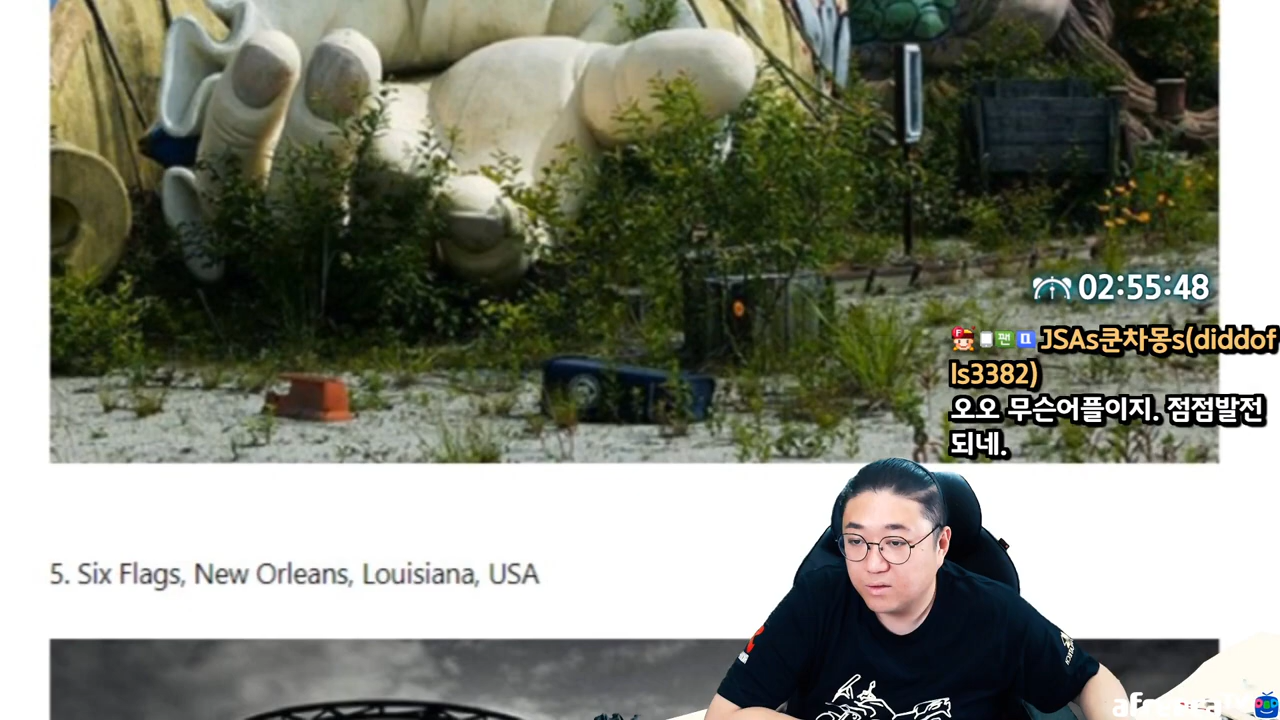 02:55:48
JSAs쿤차몽s(diddof
ls3382)
오오 무슨어플이지. 점점발전
되네.
5. Six Flags, New Orleans, Louisiana, USA